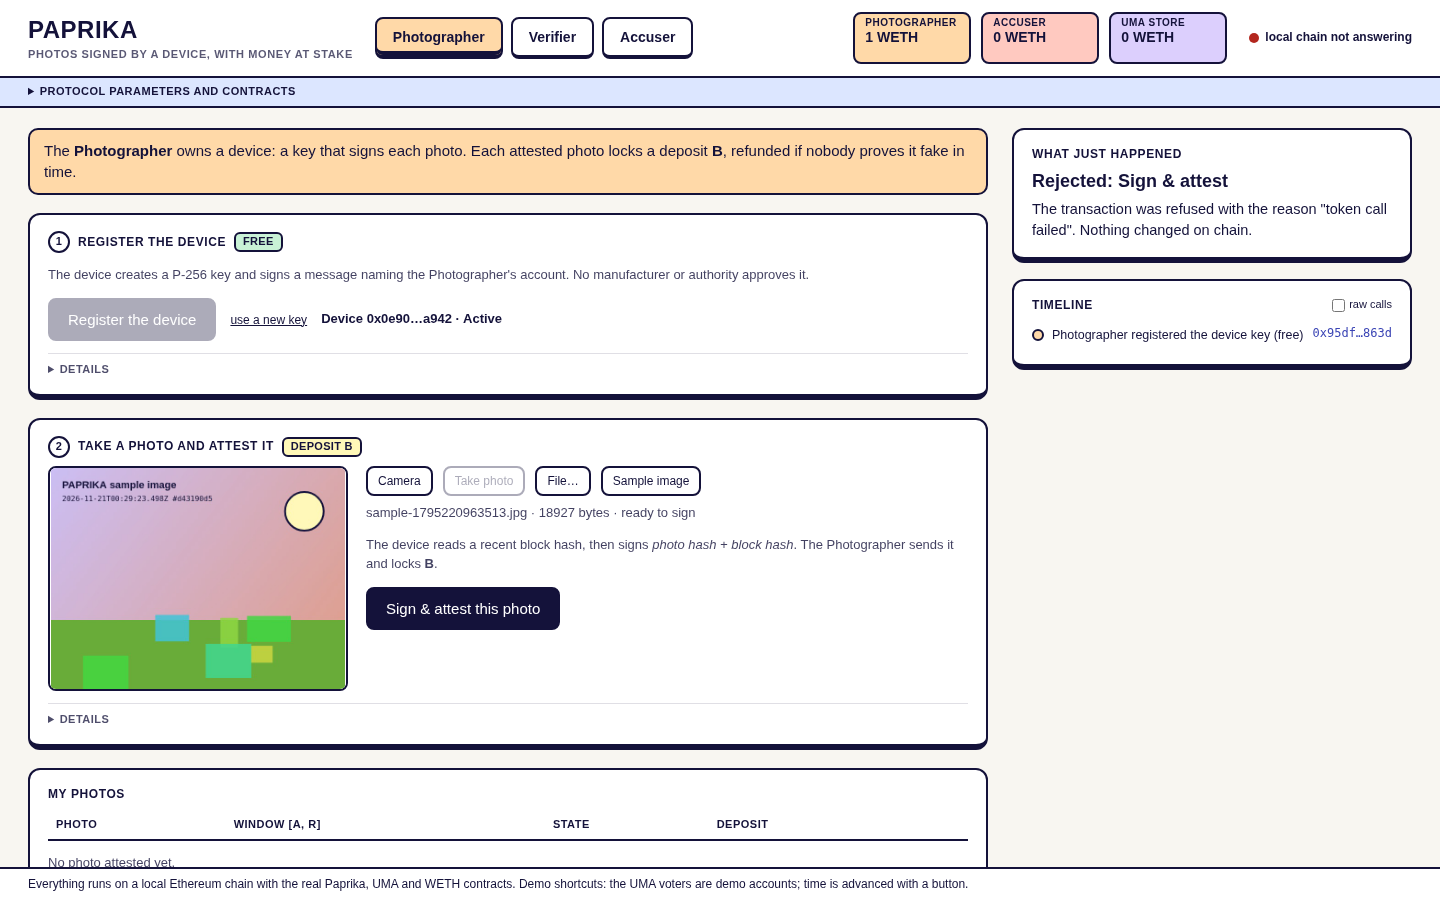 PAPRIKA
PHOTOS SIGNED BY A DEVICE, WITH MONEY AT STAKE
Photographer
Verifier
Accuser
PHOTOGRAPHER
1 WETH
ACCUSER
0 WETH
UMA STORE
0 WETH
local chain not answering
PROTOCOL PARAMETERS AND CONTRACTS
The Photographer owns a device: a key that signs each photo. Each attested photo locks a deposit B, refunded if nobody proves it fake in
time.
1 REGISTER THE DEVICE FREE
The device creates a P-256 key and signs a message naming the Photographer's account. No manufacturer or authority approves it.
Register the device use a new key Device 0x0e90…a942 · Active
DETAILS
2 TAKE A PHOTO AND ATTEST IT DEPOSIT B
PAPRIKA sample image
2026-11-21T00:29:23.498Z #d43190d5
Camera Take photo File… Sample image
sample-1795220963513.jpg · 18927 bytes · ready to sign
The device reads a recent block hash, then signs photo hash + block hash. The Photographer sends it
and locks B.
Sign & attest this photo
DETAILS
MY PHOTOS
PHOTO WINDOW [A, R] STATE DEPOSIT
No photo attested yet.
WHAT JUST HAPPENED
Rejected: Sign & attest
The transaction was refused with the reason "token call
failed". Nothing changed on chain.
TIMELINE raw calls
Photographer registered the device key (free) 0x95df…863d
Everything runs on a local Ethereum chain with the real Paprika, UMA and WETH contracts. Demo shortcuts: the UMA voters are demo accounts; time is advanced with a button.